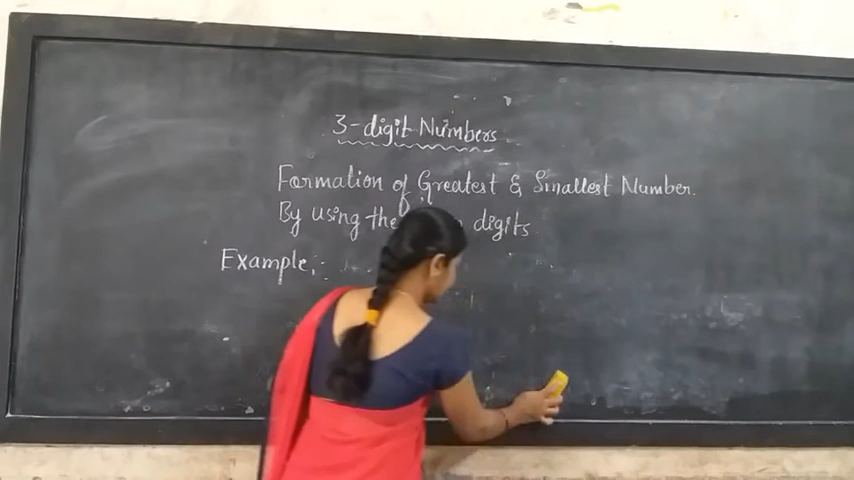 3-digit Numbers
Formation of Greatest & Smallest Number.
By using the digits
Example: